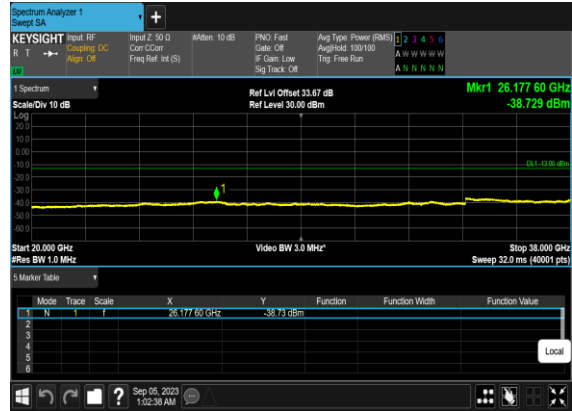 Spectrum Analyzer 1
Swept SA
+
KEYSIGHT
R T
Input: RF
Coupling: DC
Align: Off
Input Z: 50 Ω
Corr CCorr
Freq Ref: Int (S)
#Atten: 10 dB
PNO: Fast
Gate: Off
IF Gain: Low
Sig Track: Off
Avg Type: Power (RMS)
Avg|Hold: 100/100
Trig: Free Run
1 2 3 4 5 6
A W W W W W
A N N N N N
1 Spectrum
Scale/Div 10 dB
Ref Lvl Offset 33.67 dB
Ref Level 30.00 dBm
Mkr1 26.177 60 GHz
-38.729 dBm
Log
20.0
10.0
0.00
-10.0
-20.0
-30.0
-40.0
-50.0
-60.0
DL1 -13.00 dBm
1
Start 20.000 GHz
#Res BW 1.0 MHz
Video BW 3.0 MHz*
Stop 38.000 GHz
Sweep 32.0 ms (40001 pts)
5 Marker Table
Mode Trace Scale X Y Function Function Width Function Value
1 N 1 f 26.177 60 GHz -38.73 dBm
2
3
4
5
6
Local
?
Sep 05, 2023
1:02:38 AM